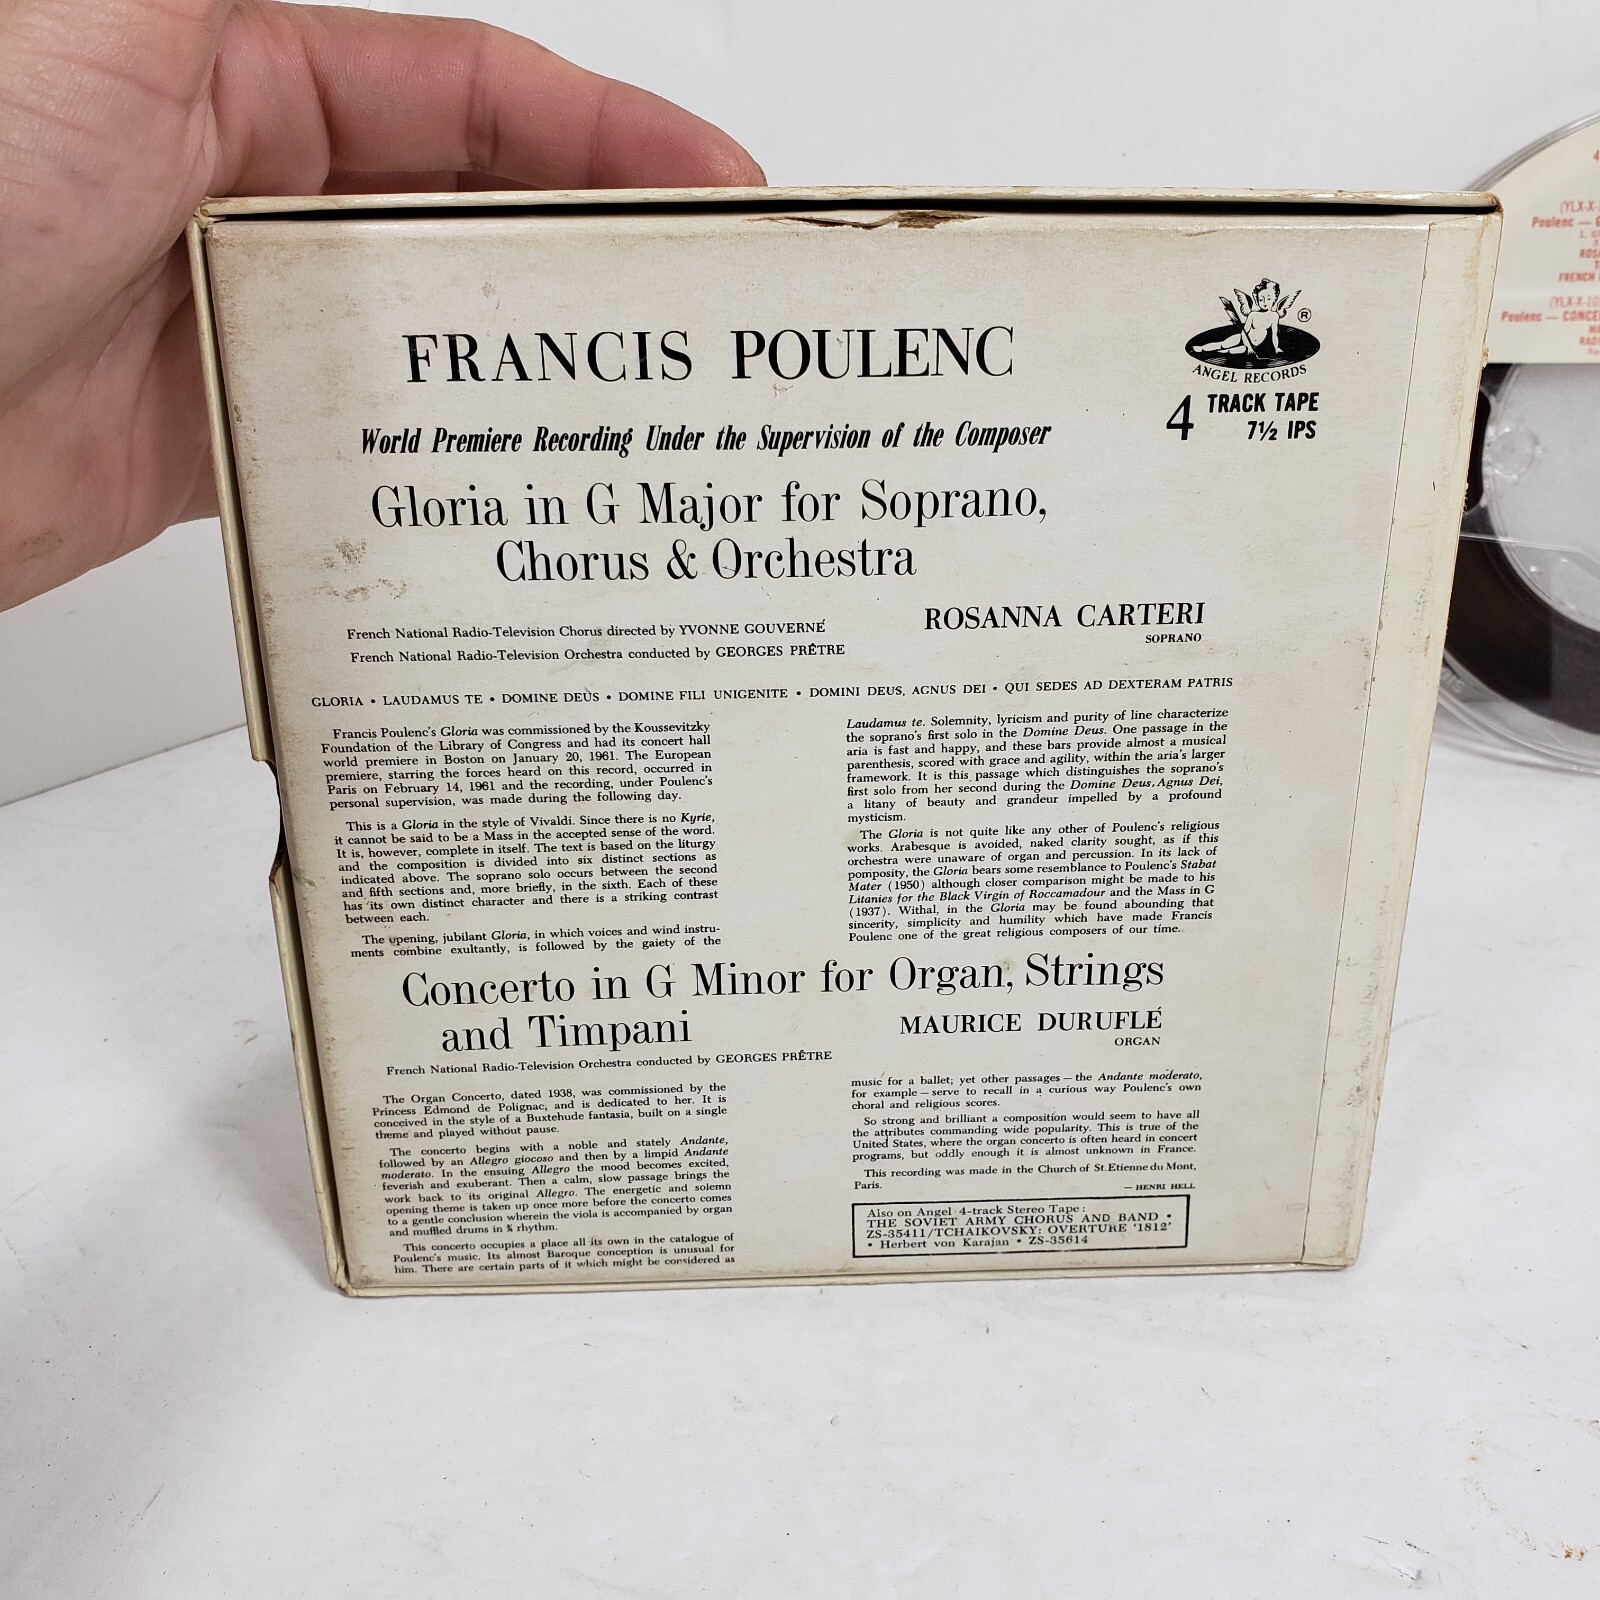 FRANCIS POULENC
®
ANGEL RECORDS
4 TRACK TAPE
7½ IPS
World Premiere Recording Under the Supervision of the Composer
Gloria in G Major for Soprano,
Chorus & Orchestra
French National Radio-Television Chorus directed by YVONNE GOUVERNÉ
French National Radio-Television Orchestra conducted by GEORGES PRÊTRE
ROSANNA CARTERI
SOPRANO
GLORIA • LAUDAMUS TE • DOMINE DEUS • DOMINE FILI UNIGENITE • DOMINI DEUS, AGNUS DEI • QUI SEDES AD DEXTERAM PATRIS
Francis Poulenc's Gloria was commissioned by the Koussevitzky
Foundation of the Library of Congress and had its concert hall
world premiere in Boston on January 20, 1961. The European
premiere, starring the forces heard on this record, occurred in
Paris on February 14, 1961 and the recording, under Poulenc's
personal supervision, was made during the following day.
This is a Gloria in the style of Vivaldi. Since there is no Kyrie,
it cannot be said to be a Mass in the accepted sense of the word.
It is, however, complete in itself. The text is based on the liturgy
and the composition is divided into six distinct sections as
indicated above. The soprano solo occurs between the second
and fifth sections and, more briefly, in the sixth. Each of these
has its own distinct character and there is a striking contrast
between each.
The opening, jubilant Gloria, in which voices and wind instru-
ments combine exultantly, is followed by the gaiety of the
Laudamus te. Solemnity, lyricism and purity of line characterize
the soprano's first solo in the Domine Deus. One passage in the
aria is fast and happy, and these bars provide almost a musical
parenthesis, scored with grace and agility, within the aria's larger
framework. It is this passage which distinguishes the soprano's
first solo from her second during the Domine Deus, Agnus Dei,
a litany of beauty and grandeur impelled by a profound
mysticism.
The Gloria is not quite like any other of Poulenc's religious
works. Arabesque is avoided, naked clarity sought, as if this
orchestra were unaware of organ and percussion. In its lack of
pomposity, the Gloria bears some resemblance to Poulenc's Stabat
Mater (1950) although closer comparison might be made to his
Litanies for the Black Virgin of Roccamadour and the Mass in G
(1937). Withal, in the Gloria may be found abounding that
sincerity, simplicity and humility which have made Francis
Poulenc one of the great religious composers of our time.
Concerto in G Minor for Organ, Strings
and Timpani
MAURICE DURUFLÉ
ORGAN
French National Radio-Television Orchestra conducted by GEORGES PRÊTRE
The Organ Concerto, dated 1938, was commissioned by the
Princess Edmond de Polignac, and is dedicated to her. It is
conceived in the style of a Buxtehude fantasia, built on a single
theme and played without pause.
The concerto begins with a noble and stately Andante,
followed by an Allegro giocoso and then by a limpid Andante
moderato. In the ensuing Allegro the mood becomes excited,
feverish and exuberant. Then a calm, slow passage brings the
work back to its original Allegro. The energetic and solemn
opening theme is taken up once more before the concerto comes
to a gentle conclusion wherein the viola is accompanied by organ
and muffled drums in ¾ rhythm.
This concerto occupies a place all its own in the catalogue of
Poulenc's music. Its almost Baroque conception is unusual for
him. There are certain parts of it which might be considered as
music for a ballet; yet other passages — the Andante moderato,
for example — serve to recall in a curious way Poulenc's own
choral and religious scores.
So strong and brilliant a composition would seem to have all
the attributes commanding wide popularity. This is true of the
United States, where the organ concerto is often heard in concert
programs, but oddly enough it is almost unknown in France.
This recording was made in the Church of St. Etienne du Mont,
Paris.
— HENRI HELL
Also on Angel 4-track Stereo Tape:
THE SOVIET ARMY CHORUS AND BAND •
ZS-35411/TCHAIKOVSKY: OVERTURE '1812'
• Herbert von Karajan • ZS-35614
4
(YLX-X-
Poulenc — G
1. G
ROSA
FRENCH
(YLX-X-10
Poulenc — CONCE
MA
RADI